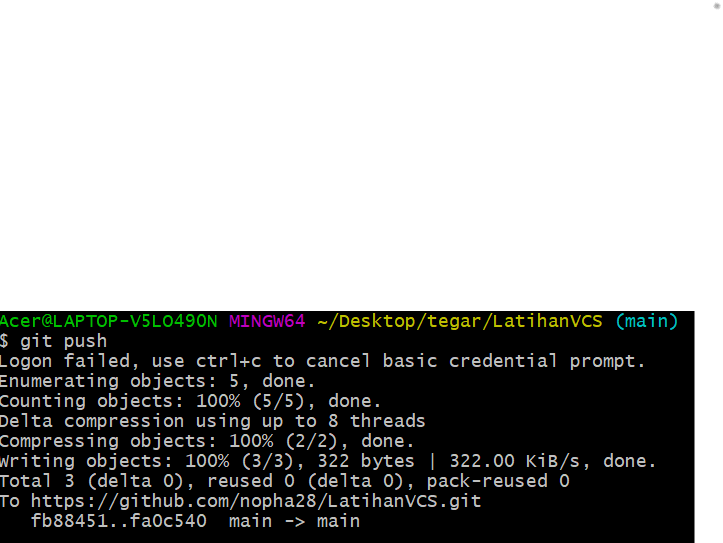 Acer@LAPTOP-V5LO490N MINGW64 ~/Desktop/tegar/LatihanVCS (main)
$ git push
Logon failed, use ctrl+c to cancel basic credential prompt.
Enumerating objects: 5, done.
Counting objects: 100% (5/5), done.
Delta compression using up to 8 threads
Compressing objects: 100% (2/2), done.
Writing objects: 100% (3/3), 322 bytes | 322.00 KiB/s, done.
Total 3 (delta 0), reused 0 (delta 0), pack-reused 0
To https://github.com/nopha28/LatihanVCS.git
   fb88451..fa0c540  main -> main